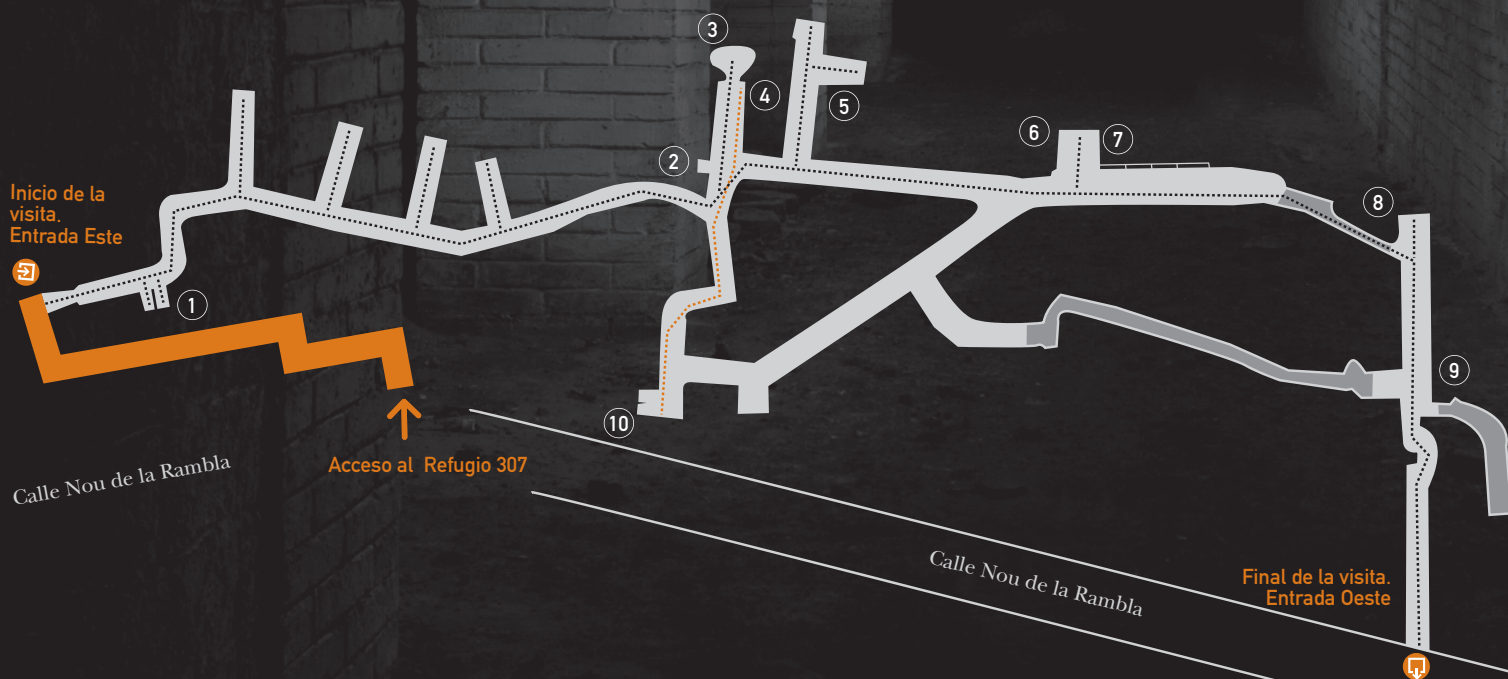 3
4
5
2
6
7
Inicio de la
visita.
Entrada Este
8
1
9
10
Acceso al Refugio 307
Calle Nou de la Rambla
Calle Nou de la Rambla
Final de la visita.
Entrada Oeste